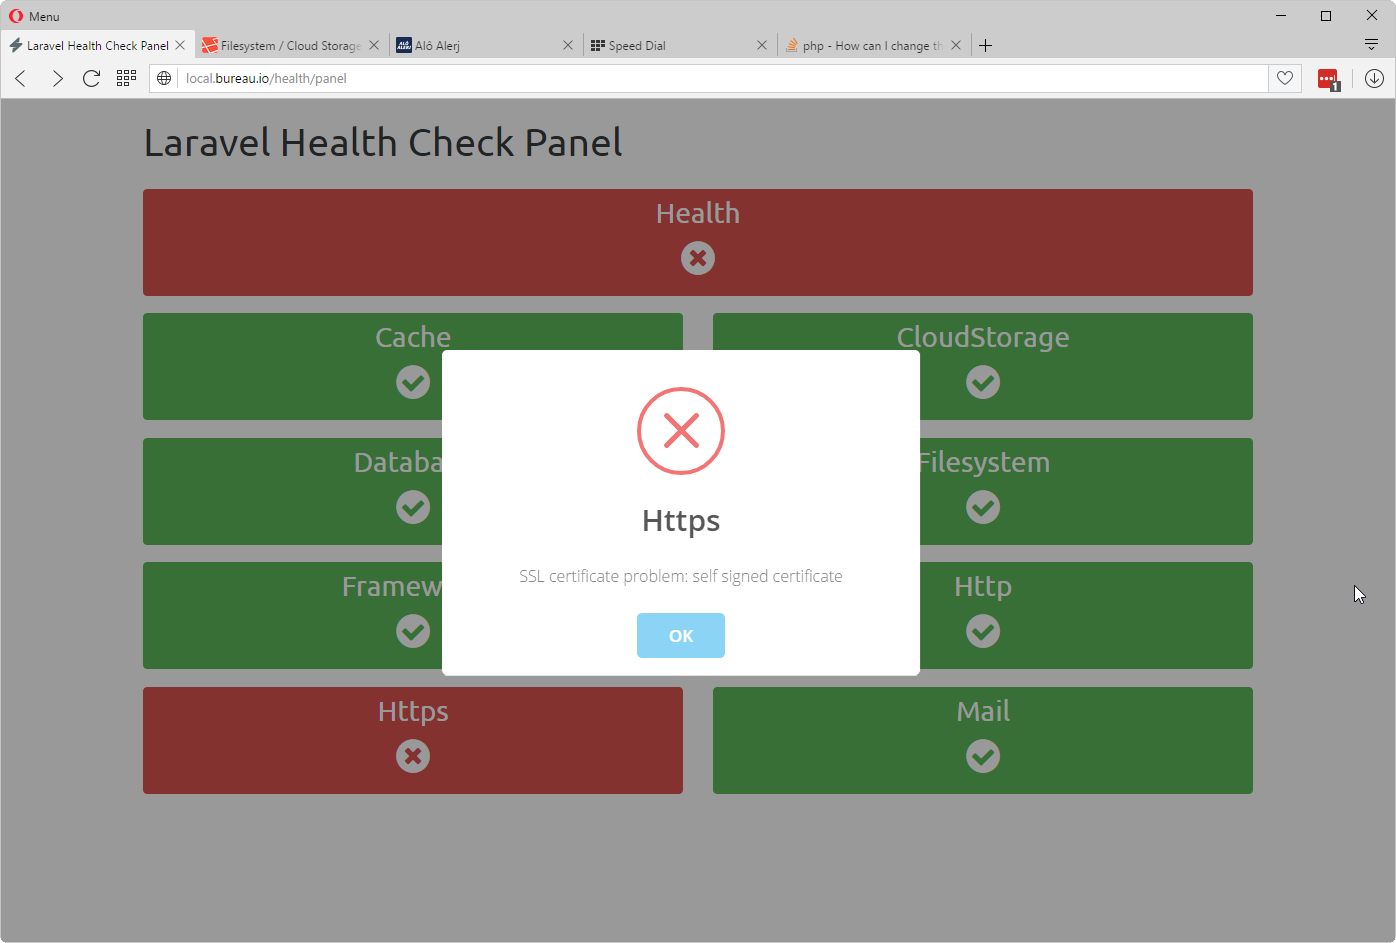 Menu
Laravel Health Check Panel
Filesystem / Cloud Storage
Alô Alerj
Speed Dial
php - How can I change th
local.bureau.io/health/panel
1
Laravel Health Check Panel
Health
Cache
CloudStorage
Databa
Filesystem
Framew
Http
Https
SSL certificate problem: self signed certificate
OK
Https
Mail